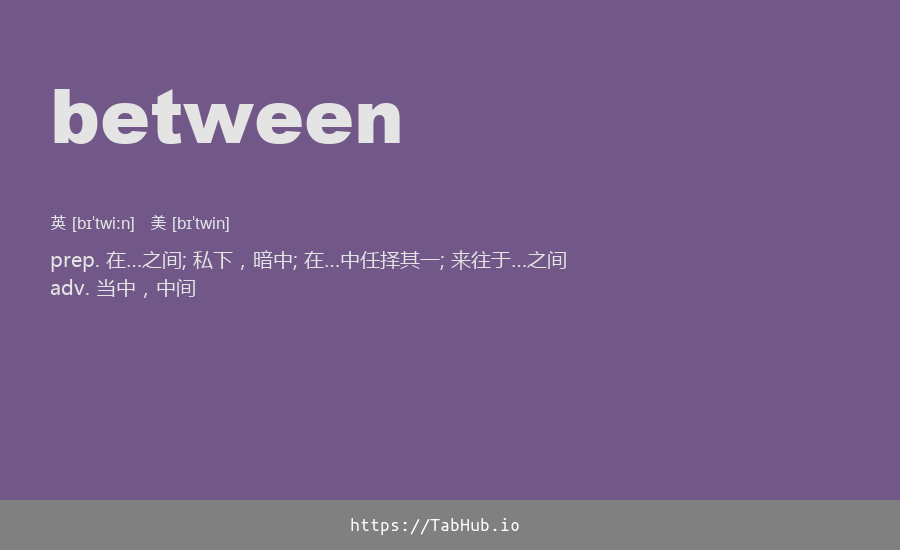 between
英 [bɪˈtwiːn] 美 [bɪˈtwin]
prep. 在...之间; 私下，暗中; 在...中任择其一; 来往于...之间
adv. 当中，中间
https://TabHub.io